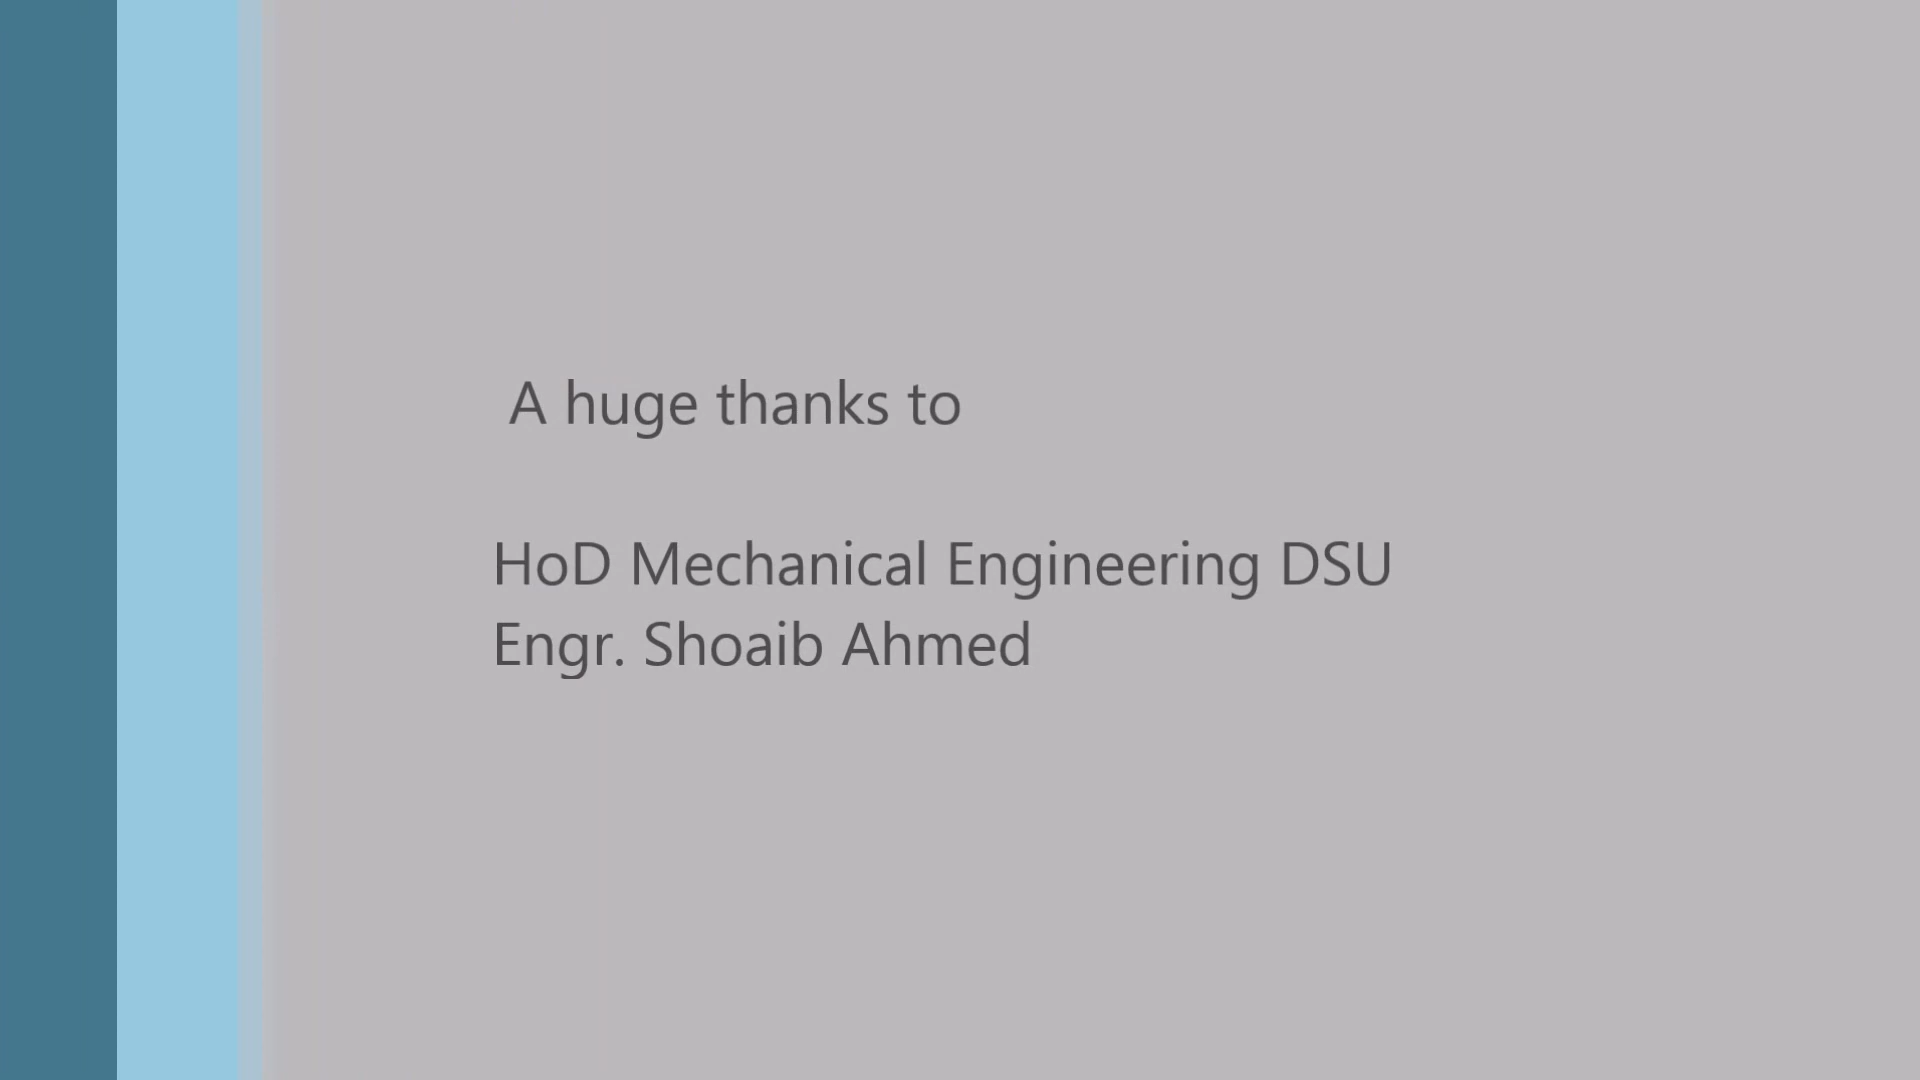 A huge thanks to
HoD Mechanical Engineering DSU
Engr. Shoaib Ahmed